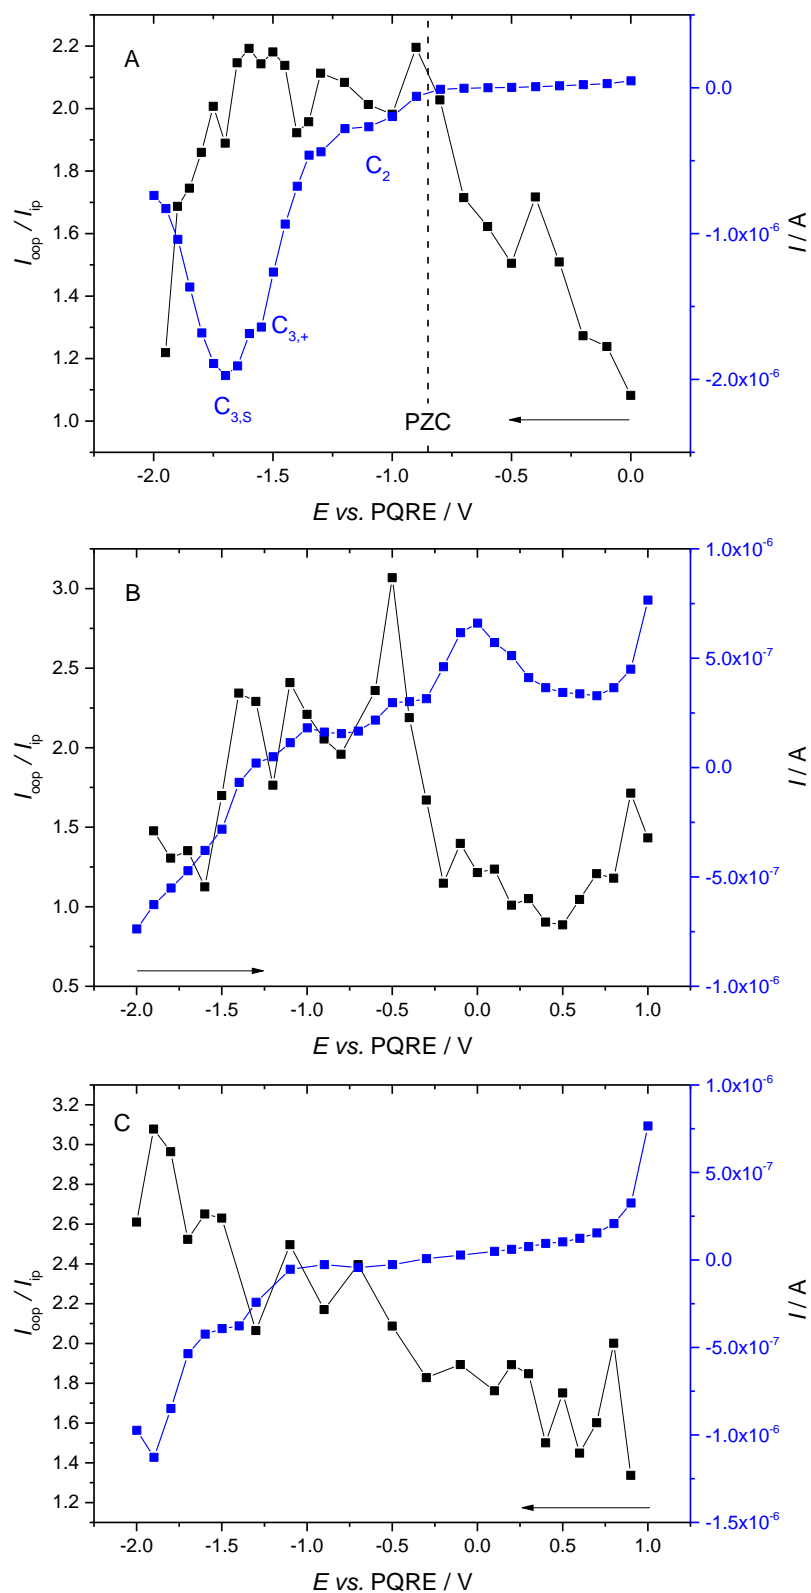 A
2.2
2.0
1.8
1.6
1.4
1.2
1.0
I_oop / I_ip
0.0
-1.0x10⁻⁶
-2.0x10⁻⁶
I / A
C₂
C₃,₊
C₃,S
PZC
-2.0 -1.5 -1.0 -0.5 0.0
E vs. PQRE / V
B
3.0
2.5
2.0
1.5
1.0
0.5
I_oop / I_ip
1.0x10⁻⁶
5.0x10⁻⁷
0.0
-5.0x10⁻⁷
-1.0x10⁻⁶
I / A
-2.0 -1.5 -1.0 -0.5 0.0 0.5 1.0
E vs. PQRE / V
C
3.2
3.0
2.8
2.6
2.4
2.2
2.0
1.8
1.6
1.4
1.2
I_oop / I_ip
1.0x10⁻⁶
5.0x10⁻⁷
0.0
-5.0x10⁻⁷
-1.0x10⁻⁶
-1.5x10⁻⁶
I / A
-2.0 -1.5 -1.0 -0.5 0.0 0.5 1.0
E vs. PQRE / V